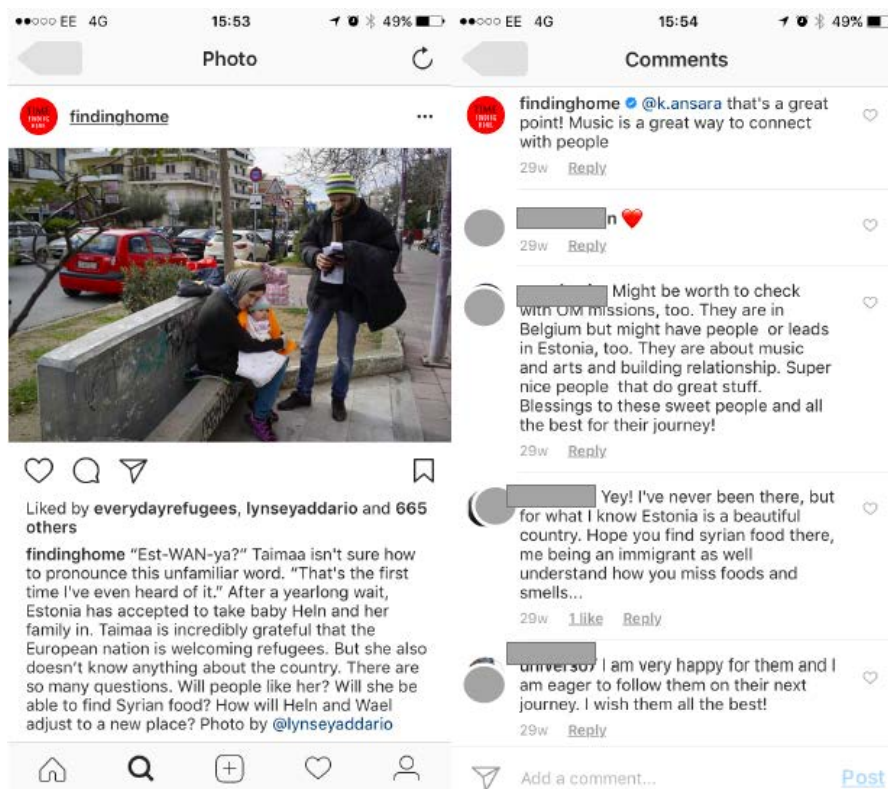 EE 4G 15:53 49%
Photo
findinghome
Liked by everydayrefugees, lynseyaddario and 665
others
findinghome “Est-WAN-ya?” Taimaa isn't sure how
to pronounce this unfamiliar word. “That's the first
time I've even heard of it.” After a yearlong wait,
Estonia has accepted to take baby Heln and her
family in. Taimaa is incredibly grateful that the
European nation is welcoming refugees. But she also
doesn’t know anything about the country. There are
so many questions. Will people like her? Will she be
able to find Syrian food? How will Heln and Wael
adjust to a new place? Photo by @lynseyaddario
EE 4G 15:54 49%
Comments
findinghome @k.ansara that's a great
point! Music is a great way to connect
with people
29w Reply
n ❤️
29w Reply
Might be worth to check
with OM missions, too. They are in
Belgium but might have people or leads
in Estonia, too. They are about music
and arts and building relationship. Super
nice people that do great stuff.
Blessings to these sweet people and all
the best for their journey!
29w Reply
Yey! I've never been there, but
for what I know Estonia is a beautiful
country. Hope you find syrian food there,
me being an immigrant as well
understand how you miss foods and
smells...
29w 1 like Reply
I am very happy for them and I
am eager to follow them on their next
journey. I wish them all the best!
29w Reply
Add a comment... Post